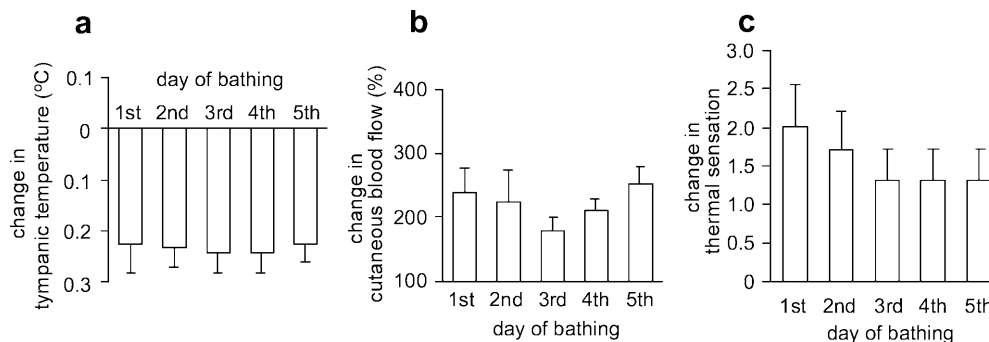 a
change in
tympanic temperature (ºC)
0.1
0
0.1
0.2
0.3
day of bathing
1st 2nd 3rd 4th 5th
b
change in
cutaneous blood flow (%)
400
300
200
100
1st 2nd 3rd 4th 5th
day of bathing
c
change in
thermal sensation
3.0
2.5
2.0
1.5
1.0
0.5
0
1st 2nd 3rd 4th 5th
day of bathing